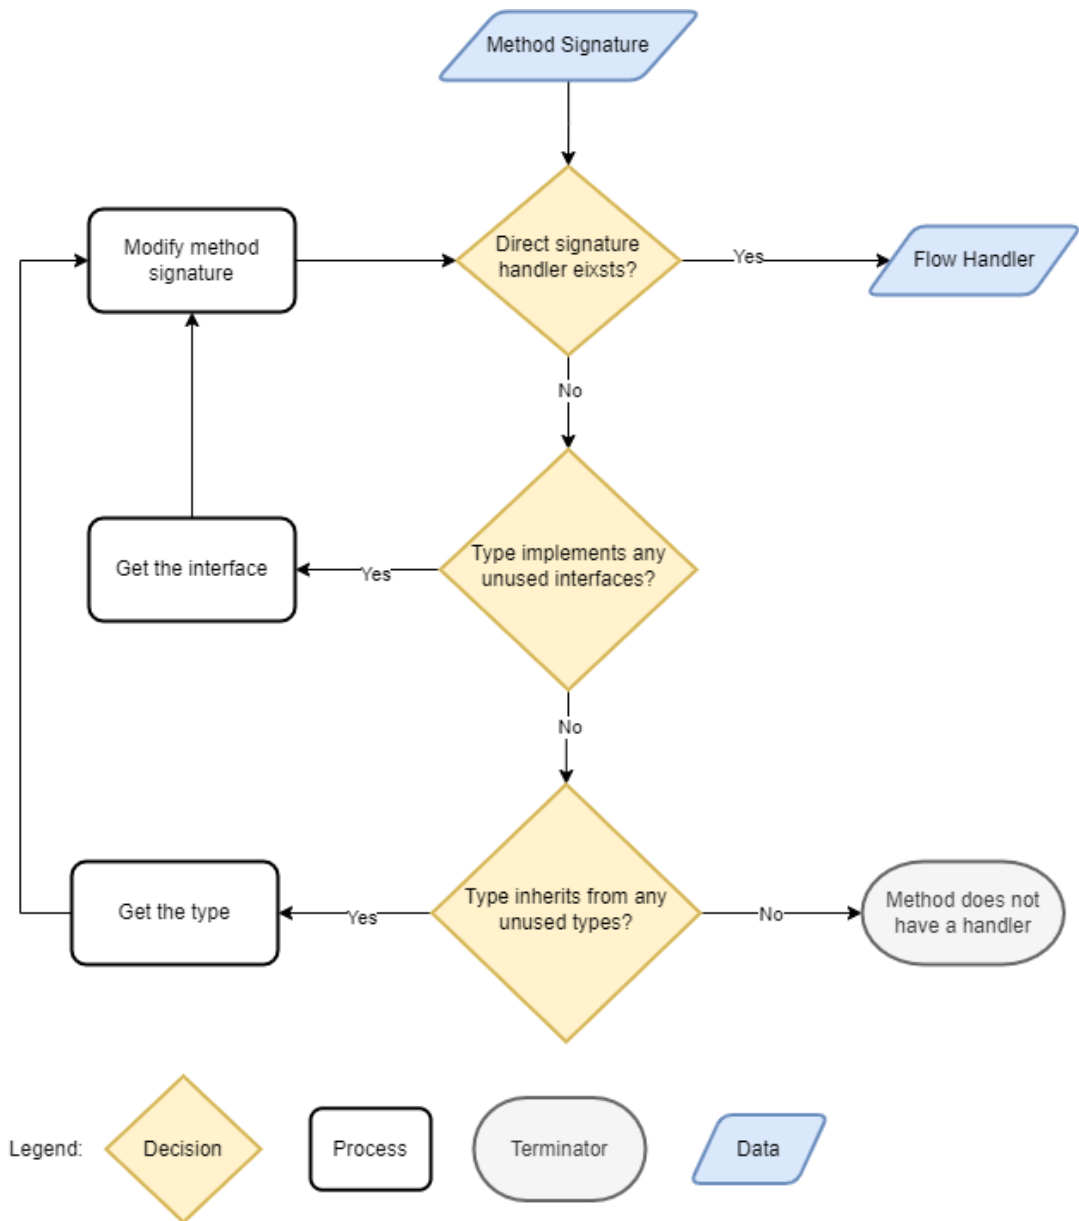 Method Signature
Modify method
signature
Direct signature
handler eixsts?
Yes
Flow Handler
No
Get the interface
Yes
Type implements any
unused interfaces?
No
Get the type
Yes
Type inherits from any
unused types?
No
Method does not
have a handler
Legend:
Decision
Process
Terminator
Data